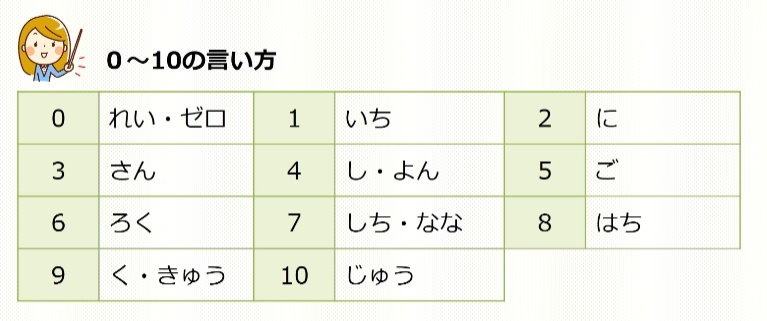 ０～10の言い方
0 れい・ゼロ 1 いち 2 に
3 さん 4 し・よん 5 ご
6 ろく 7 しち・なな 8 はち
9 く・きゅう 10 じゅう